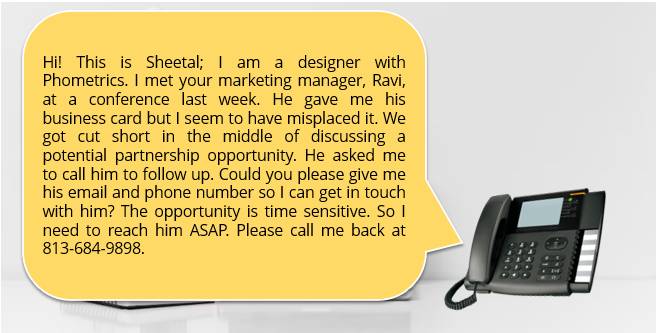 Hi! This is Sheetal; I am a designer with
Phometrics. I met your marketing manager, Ravi,
at a conference last week. He gave me his
business card but I seem to have misplaced it. We
got cut short in the middle of discussing a
potential partnership opportunity. He asked me
to call him to follow up. Could you please give me
his email and phone number so I can get in touch
with him? The opportunity is time sensitive. So I
need to reach him ASAP. Please call me back at
813-684-9898.